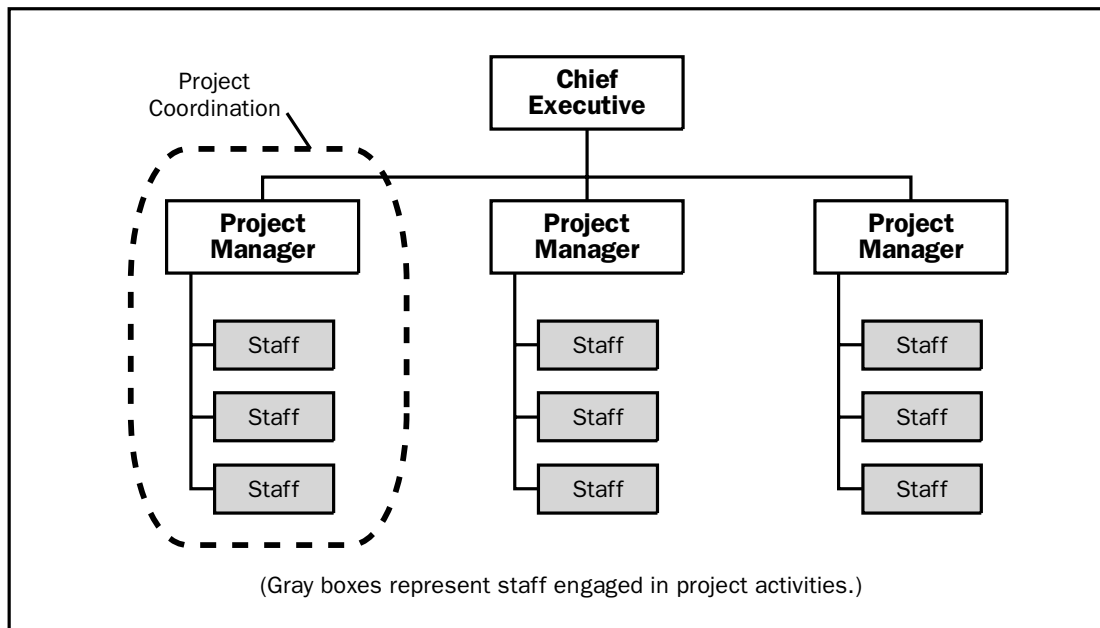 Project
Coordination
Chief
Executive
Project
Manager
Project
Manager
Project
Manager
Staff
Staff
Staff
Staff
Staff
Staff
Staff
Staff
Staff
(Gray boxes represent staff engaged in project activities.)